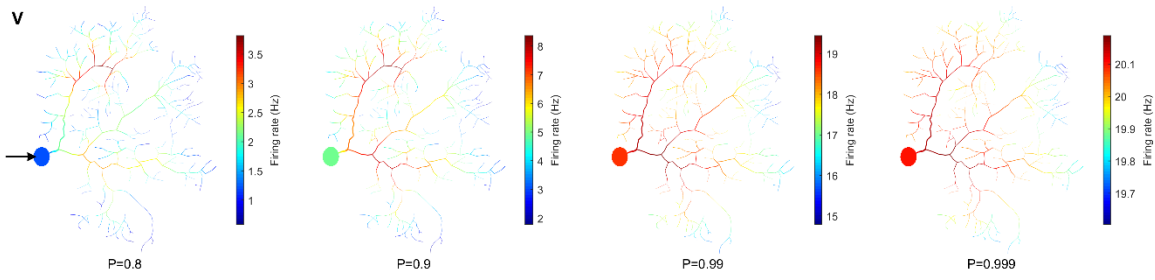 V
3.5
3
2.5
2
1.5
1
Firing rate (Hz)
P=0.8
8
7
6
5
4
3
2
Firing rate (Hz)
P=0.9
19
18
17
16
15
Firing rate (Hz)
P=0.99
20.1
20
19.9
19.8
19.7
Firing rate (Hz)
P=0.999